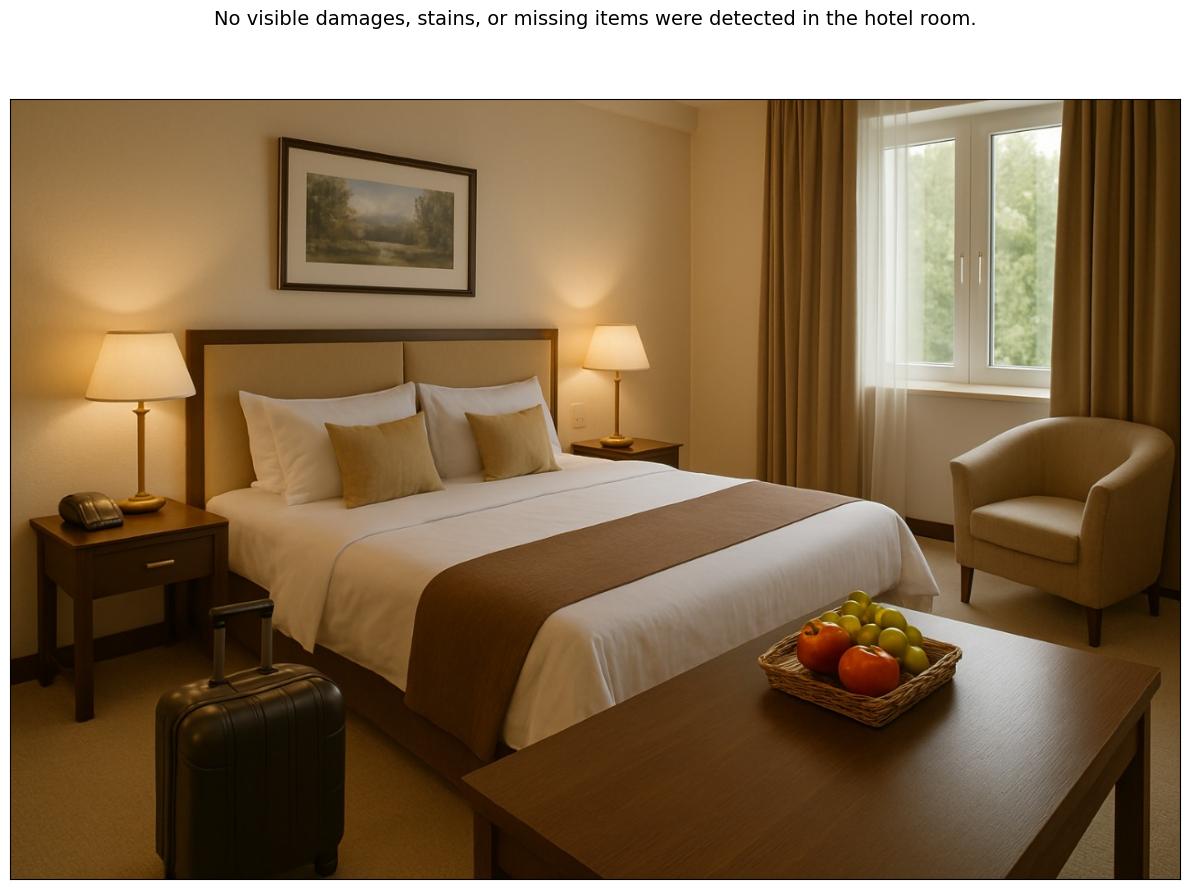 No visible damages, stains, or missing items were detected in the hotel room.